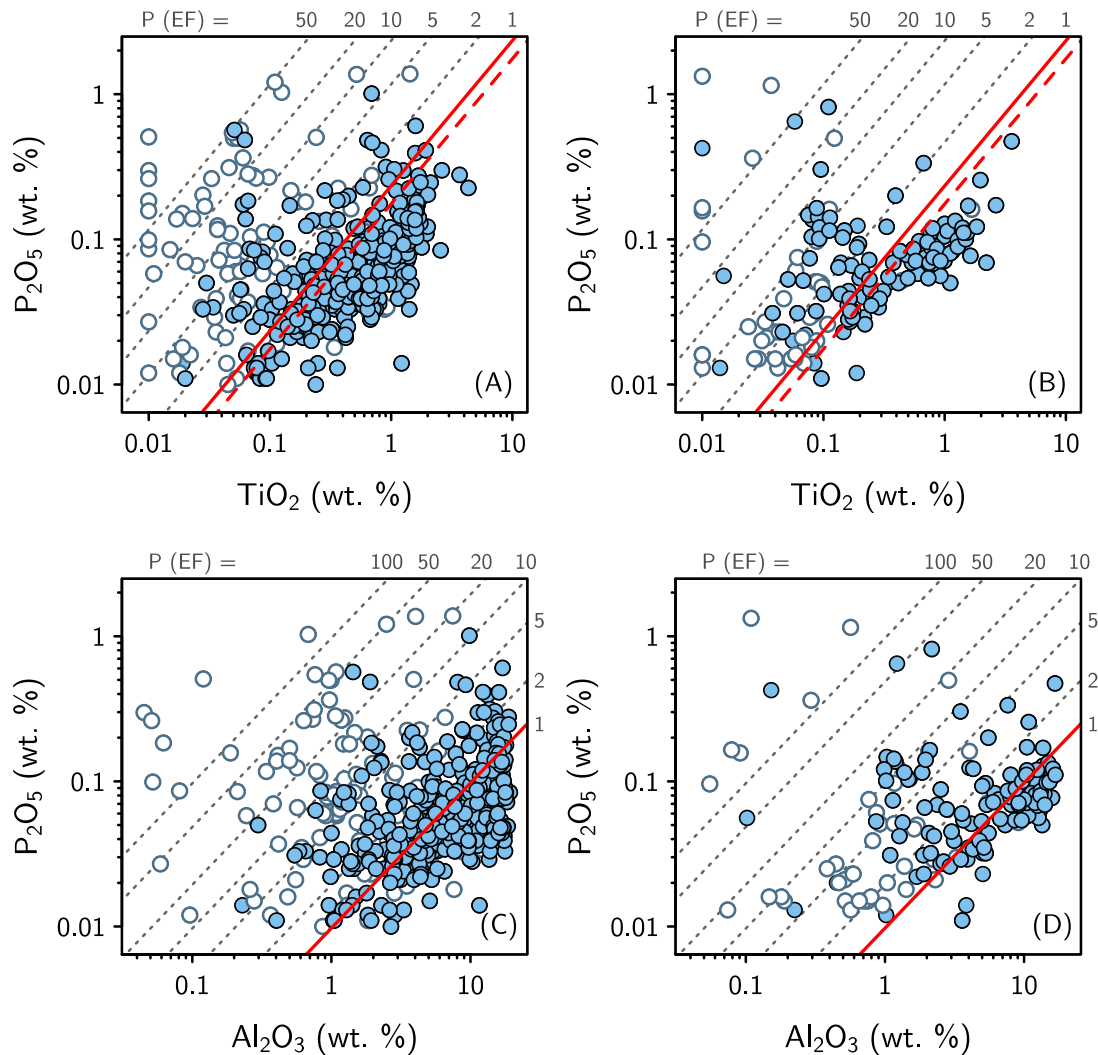 P (EF) = 50 20 10 5 2 1
P₂O₅ (wt. %)
1
0.1
0.01
(A)
0.01 0.1 1 10
TiO₂ (wt. %)
P (EF) = 50 20 10 5 2 1
P₂O₅ (wt. %)
1
0.1
0.01
(B)
0.01 0.1 1 10
TiO₂ (wt. %)
P (EF) = 100 50 20 10
5
2
1
P₂O₅ (wt. %)
1
0.1
0.01
(C)
0.1 1 10
Al₂O₃ (wt. %)
P (EF) = 100 50 20 10
5
2
1
P₂O₅ (wt. %)
1
0.1
0.01
(D)
0.1 1 10
Al₂O₃ (wt. %)